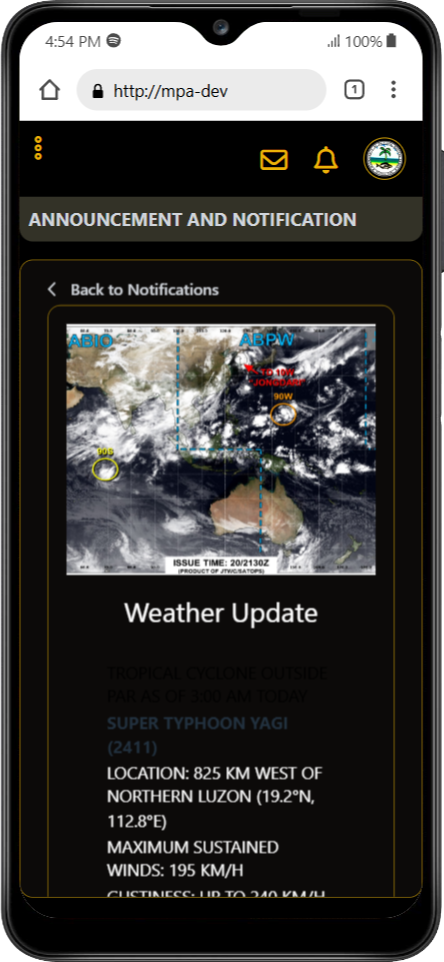 4:54 PM
100%
http://mpa-dev
1
ANNOUNCEMENT AND NOTIFICATION
Back to Notifications
ABIO
ABPW
TO 10W
"JONGDARI"
90W
90S
ISSUE TIME: 20/2130Z
(PRODUCT OF JTWC/SATOPS)
Weather Update
TROPICAL CYCLONE OUTSIDE
PAR AS OF 3:00 AM TODAY
SUPER TYPHOON YAGI
(2411)
LOCATION: 825 KM WEST OF
NORTHERN LUZON (19.2°N,
112.8°E)
MAXIMUM SUSTAINED
WINDS: 195 KM/H
GUSTINESS: UP TO 240 KM/H